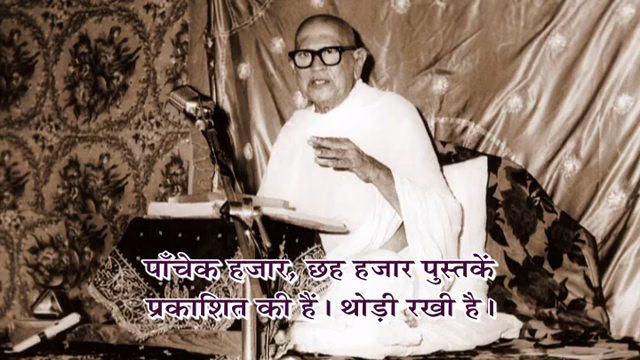 पाँचेक हजार, छह हजार पुस्तकें
प्रकाशित की हैं। थोड़ी रखी है।